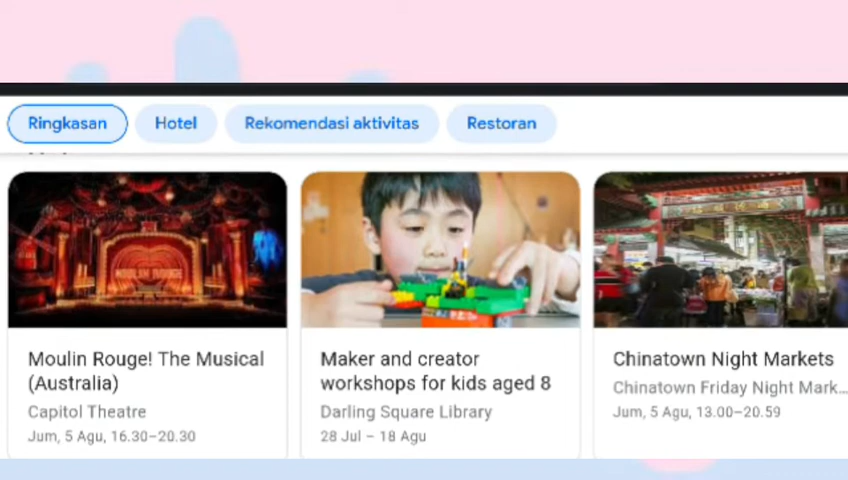 Ringkasan
Hotel
Rekomendasi aktivitas
Restoran
MOULIN ROUGE
Moulin Rouge! The Musical
(Australia)
Capitol Theatre
Jum, 5 Agu, 16.30–20.30
Maker and creator
workshops for kids aged 8
Darling Square Library
28 Jul – 18 Agu
Chinatown Night Markets
Chinatown Friday Night Mark...
Jum, 5 Agu, 13.00–20.59